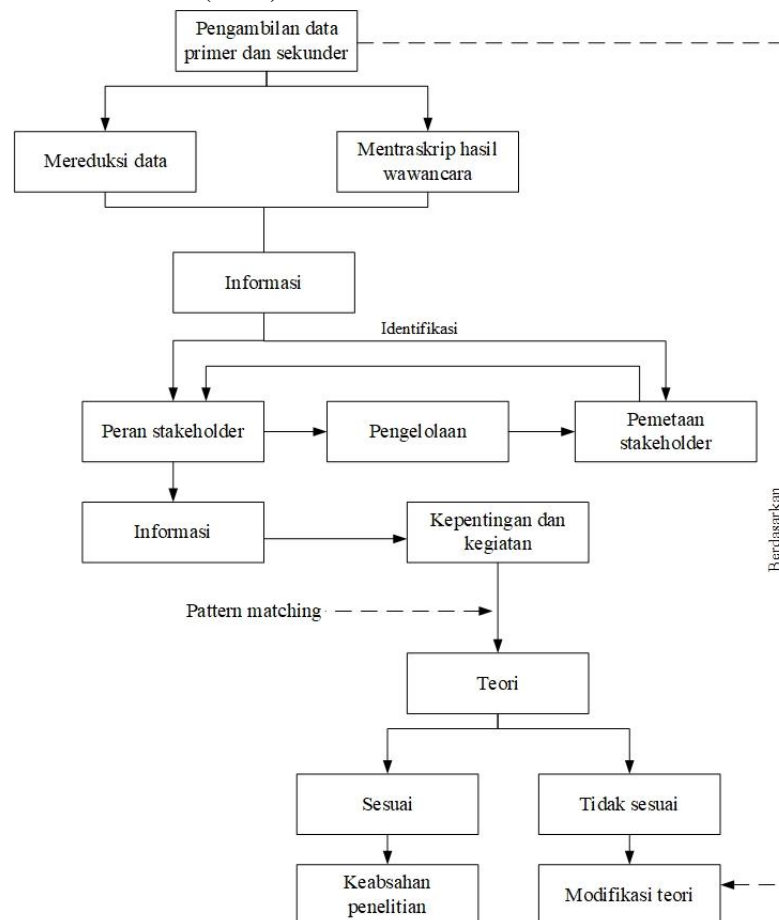 Pengambilan data
primer dan sekunder
Mereduksi data
Mentraskrip hasil
wawancara
Informasi
Identifikasi
Peran stakeholder
Pengelolaan
Pemetaan
stakeholder
Informasi
Kepentingan dan
kegiatan
Berdasarkan
Pattern matching
Teori
Sesuai
Tidak sesuai
Keabsahan
penelitian
Modifikasi teori